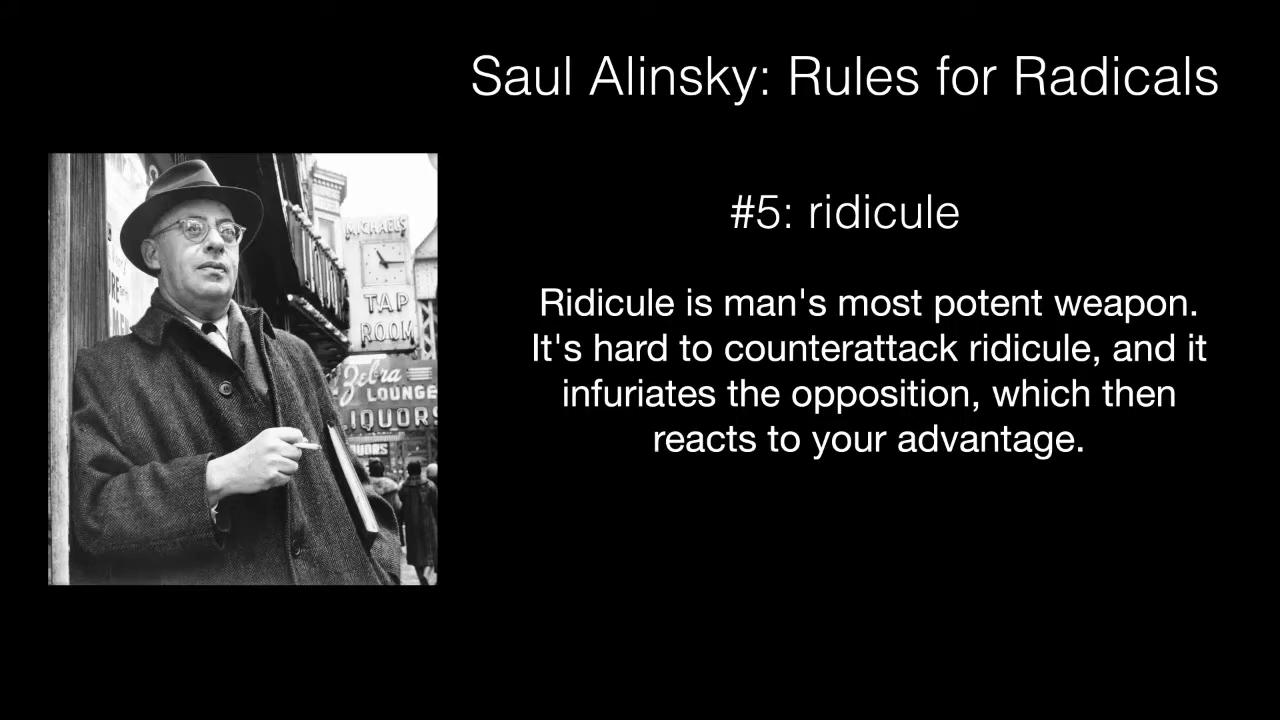 Saul Alinsky: Rules for Radicals
#5: ridicule
Ridicule is man's most potent weapon.
It's hard to counterattack ridicule, and it
infuriates the opposition, which then
reacts to your advantage.
MICHAEL'S
TAP
ROOM
Zebra
LOUNGE
LIQUORS